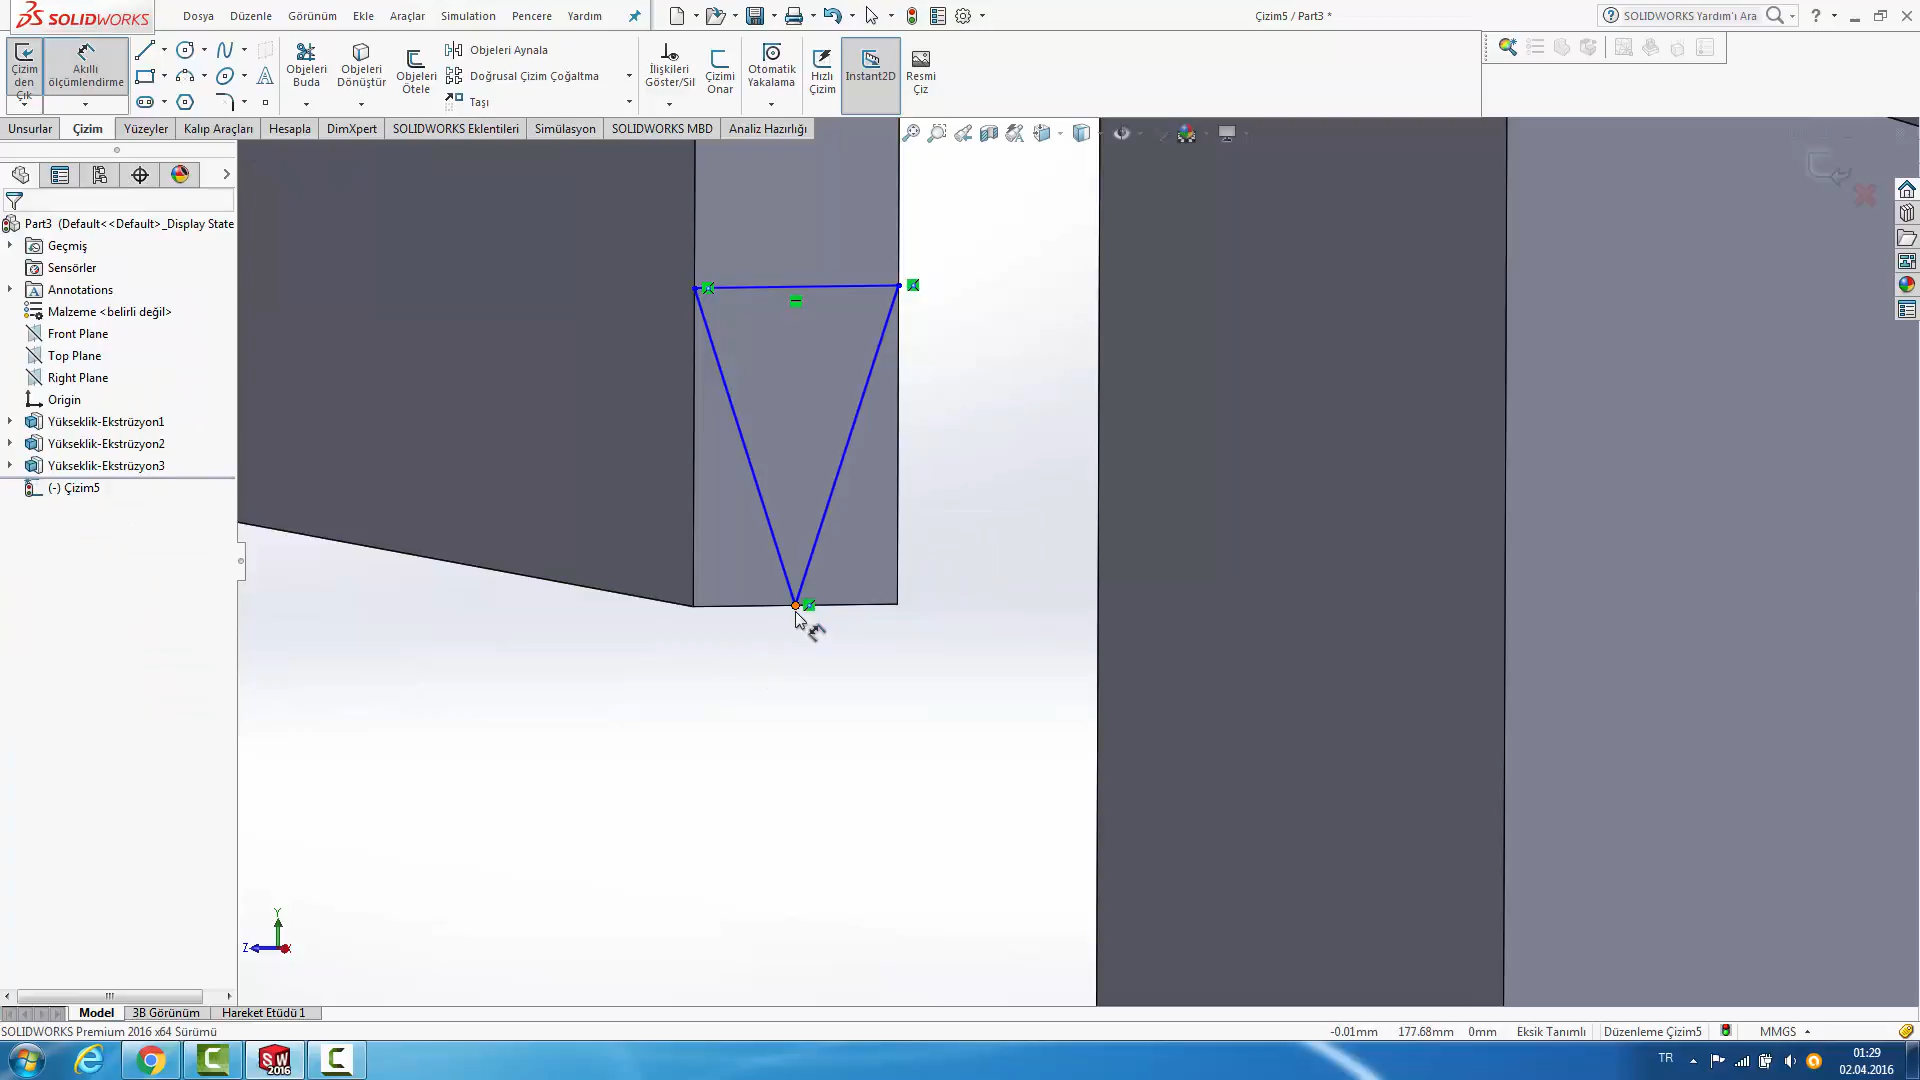 SOLIDWORKS
Dosya
Düzenle
Görünüm
Ekle
Araçlar
Simulation
Pencere
Yardım
Çizim5 / Part3 *
SOLIDWORKS Yardım'ı Ara
Çizim
den
Çık
Akıllı
ölçümlendirme
Objeleri
Buda
Objeleri
Dönüştür
Objeleri
Ötele
Objeleri Aynala
Doğrusal Çizim Çoğaltma
Taşı
İlişkileri
Göster/Sil
Çizimi
Onar
Otomatik
Yakalama
Hızlı
Çizim
Instant2D
Resmi
Çiz
Unsurlar
Çizim
Yüzeyler
Kalıp Araçları
Hesapla
DimXpert
SOLIDWORKS Eklentileri
Simülasyon
SOLIDWORKS MBD
Analiz Hazırlığı
Part3 (Default<<Default>_Display State
Geçmiş
Sensörler
Annotations
Malzeme <belirli değil>
Front Plane
Top Plane
Right Plane
Origin
Yükseklik-Ekstrüzyon1
Yükseklik-Ekstrüzyon2
Yükseklik-Ekstrüzyon3
(-) Çizim5
Y
Z
Model
3B Görünüm
Hareket Etüdü 1
SOLIDWORKS Premium 2016 x64 Sürümü
-0.01mm
177.68mm
0mm
Eksik Tanımlı
Düzenleme Çizim5
MMGS
SW
2016
TR
01:29
02.04.2016